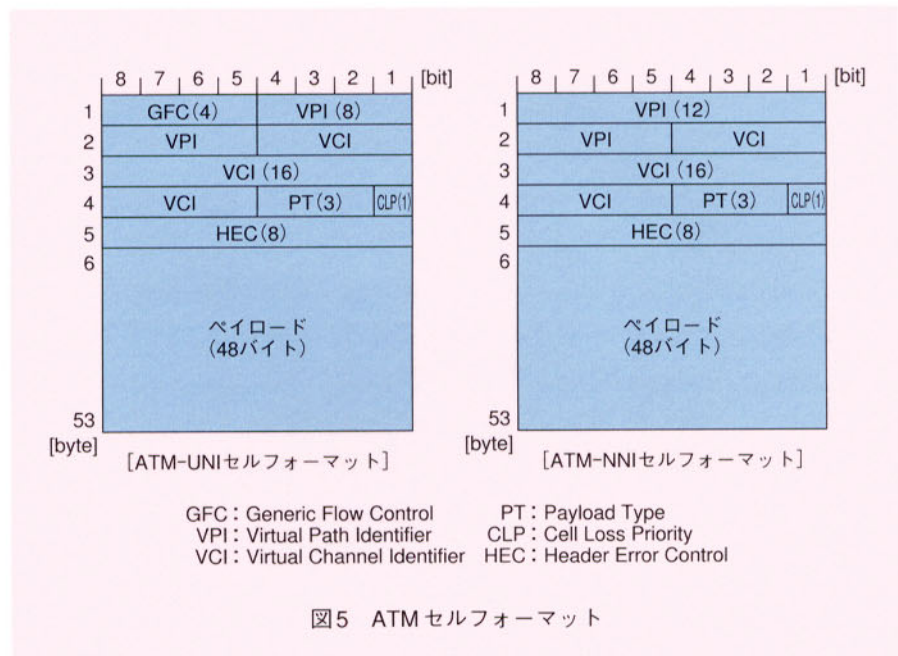 8 7 6 5 4 3 2 1 [bit]
1 GFC(4) VPI(8)
2 VPI VCI
3 VCI(16)
4 VCI PT(3) CLP(1)
5 HEC(8)
6
ペイロード
(48バイト)
53
[byte]
[ATM-UNIセルフォーマット]
8 7 6 5 4 3 2 1 [bit]
1 VPI(12)
2 VPI VCI
3 VCI(16)
4 VCI PT(3) CLP(1)
5 HEC(8)
6
ペイロード
(48バイト)
53
[byte]
[ATM-NNIセルフォーマット]
GFC:Generic Flow Control PT:Payload Type
VPI:Virtual Path Identifier CLP:Cell Loss Priority
VCI:Virtual Channel Identifier HEC:Header Error Control
図5 ATMセルフォーマット